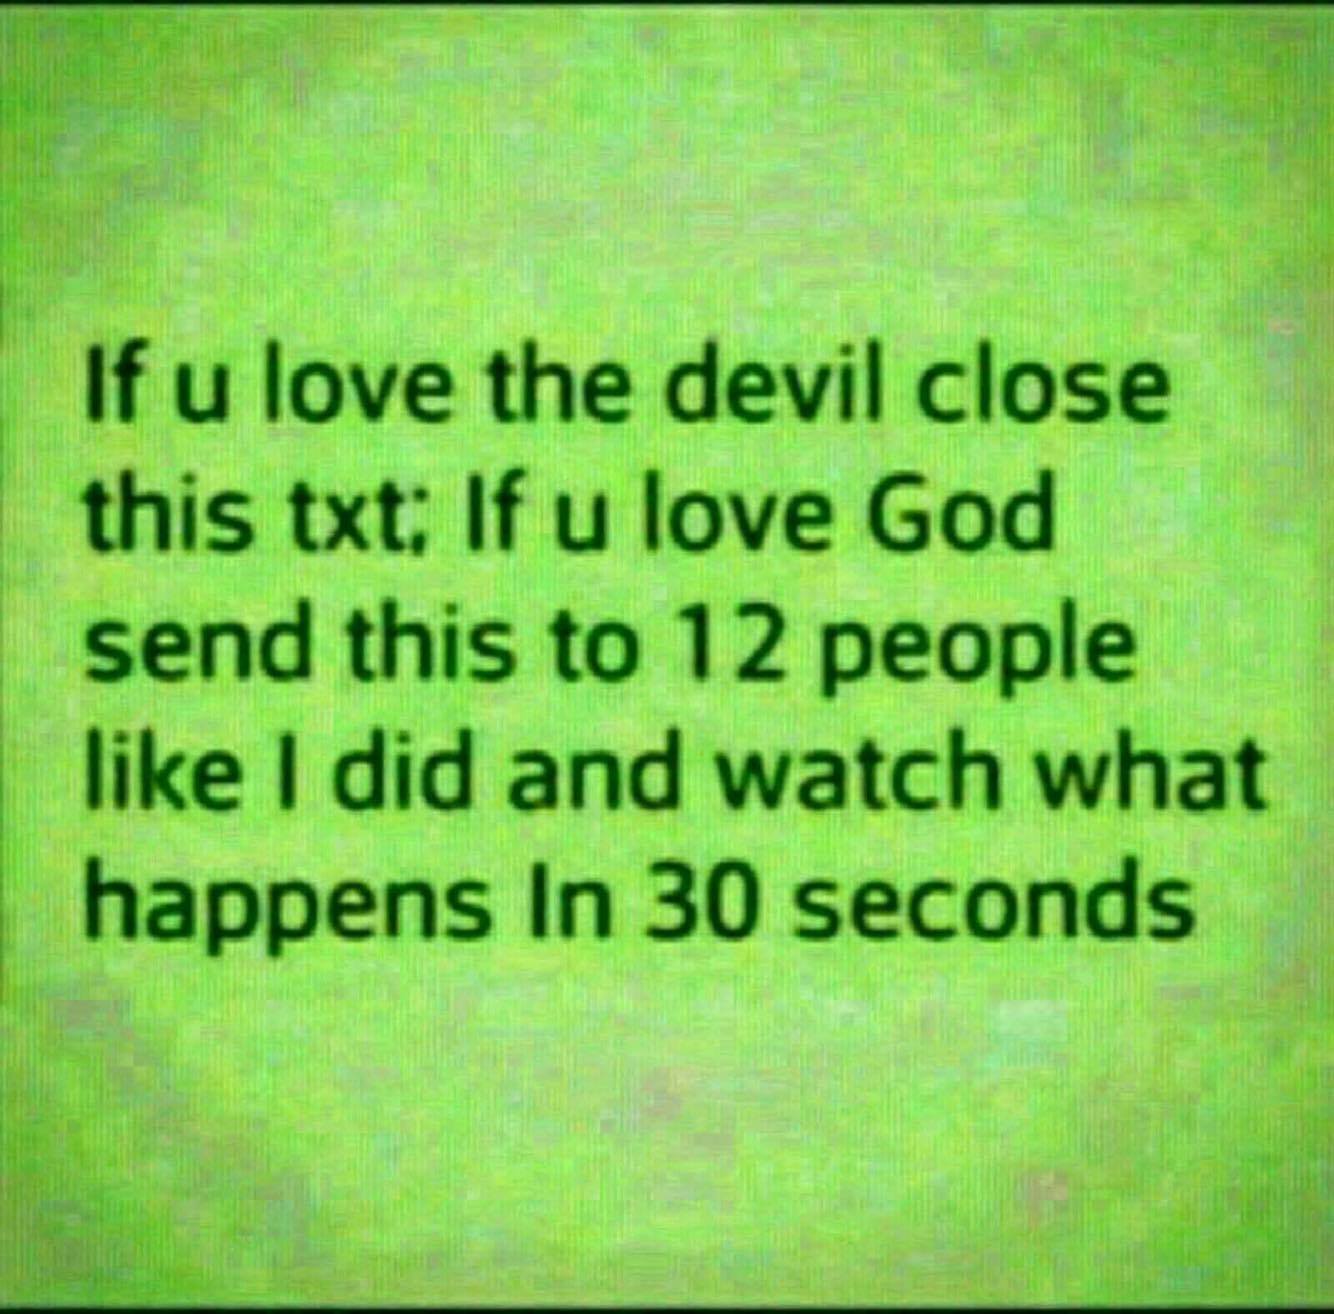 If u love the devil close
this txt; If u love God
send this to 12 people
like I did and watch what
happens In 30 seconds